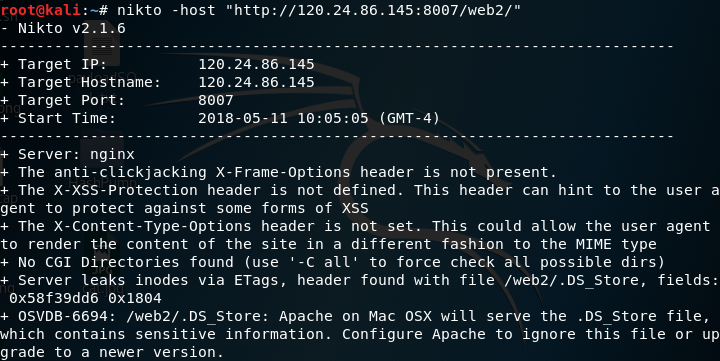 root@kali:~# nikto -host "http://120.24.86.145:8007/web2/"
- Nikto v2.1.6
---------------------------------------------------------------------------
+ Target IP:          120.24.86.145
+ Target Hostname:    120.24.86.145
+ Target Port:        8007
+ Start Time:         2018-05-11 10:05:05 (GMT-4)
---------------------------------------------------------------------------
+ Server: nginx
+ The anti-clickjacking X-Frame-Options header is not present.
+ The X-XSS-Protection header is not defined. This header can hint to the user a
gent to protect against some forms of XSS
+ The X-Content-Type-Options header is not set. This could allow the user agent
to render the content of the site in a different fashion to the MIME type
+ No CGI Directories found (use '-C all' to force check all possible dirs)
+ Server leaks inodes via ETags, header found with file /web2/.DS_Store, fields:
 0x58f39dd6 0x1804
+ OSVDB-6694: /web2/.DS_Store: Apache on Mac OSX will serve the .DS_Store file,
which contains sensitive information. Configure Apache to ignore this file or up
grade to a newer version.